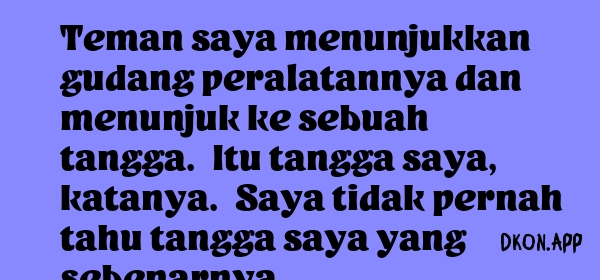 Teman saya menunjukkan
gudang peralatannya dan
menunjuk ke sebuah
tangga.  Itu tangga saya,
katanya.  Saya tidak pernah
tahu tangga saya yang
sebenarnya
DKON.APP